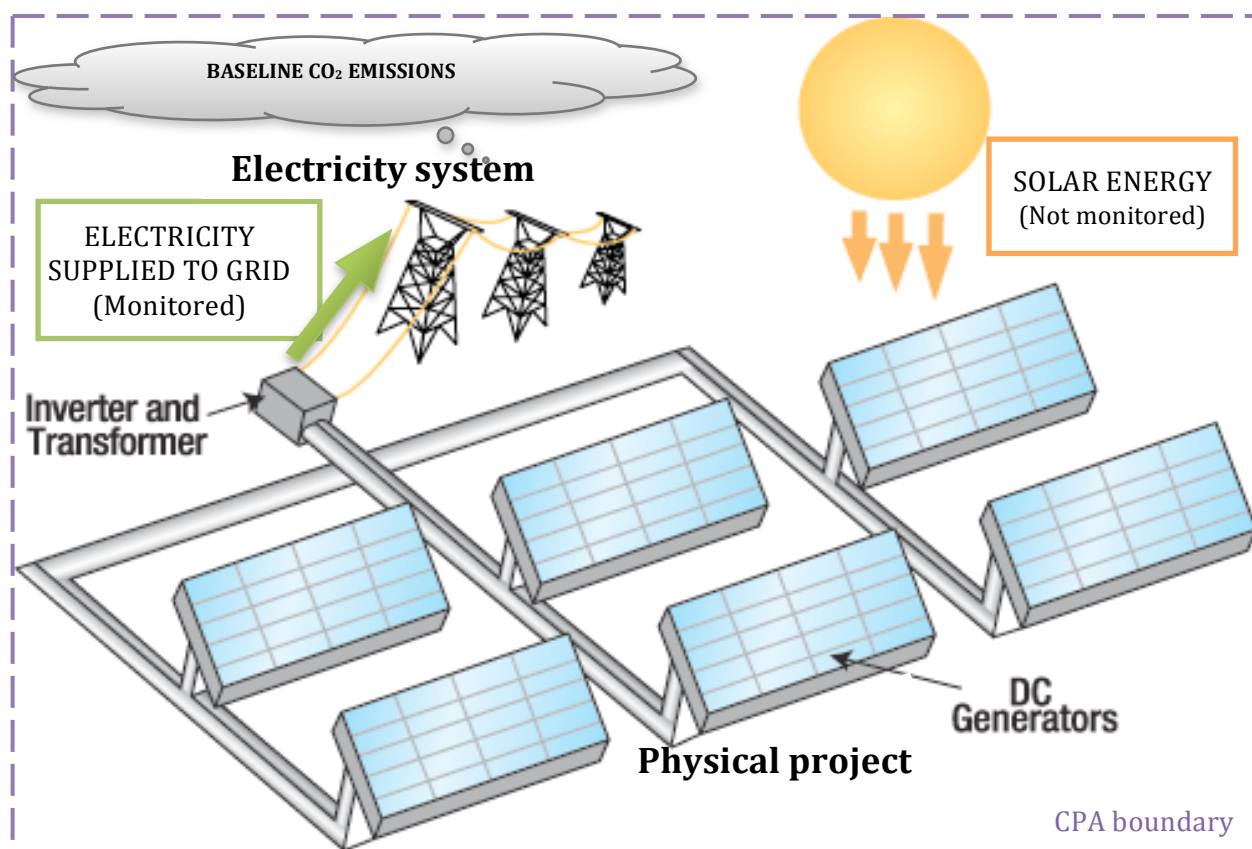 BASELINE CO₂ EMISSIONS
Electricity system
ELECTRICITY
SUPPLIED TO GRID
(Monitored)
SOLAR ENERGY
(Not monitored)
Inverter and
Transformer
DC
Generators
Physical project
CPA boundary